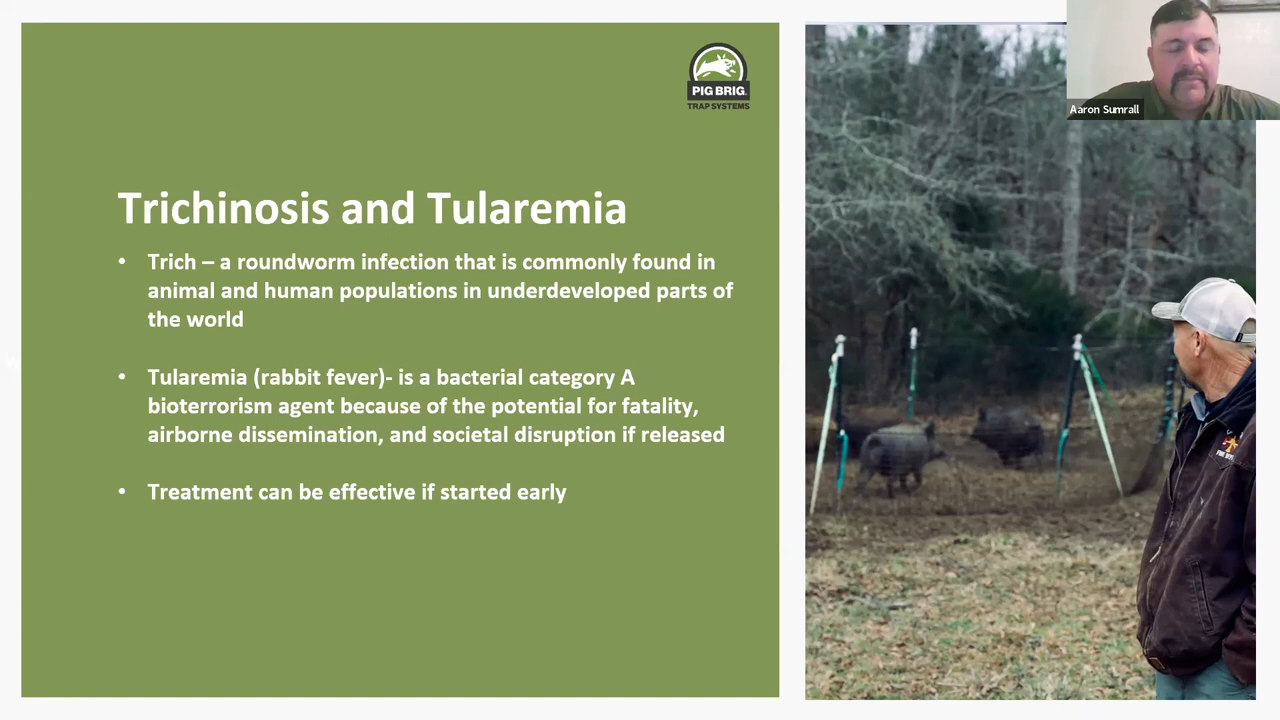 PIG BRIG
TRAP SYSTEMS
Aaron Sumrall
Trichinosis and Tularemia
• Trich – a roundworm infection that is commonly found in
animal and human populations in underdeveloped parts of
the world
• Tularemia (rabbit fever)- is a bacterial category A
bioterrorism agent because of the potential for fatality,
airborne dissemination, and societal disruption if released
• Treatment can be effective if started early